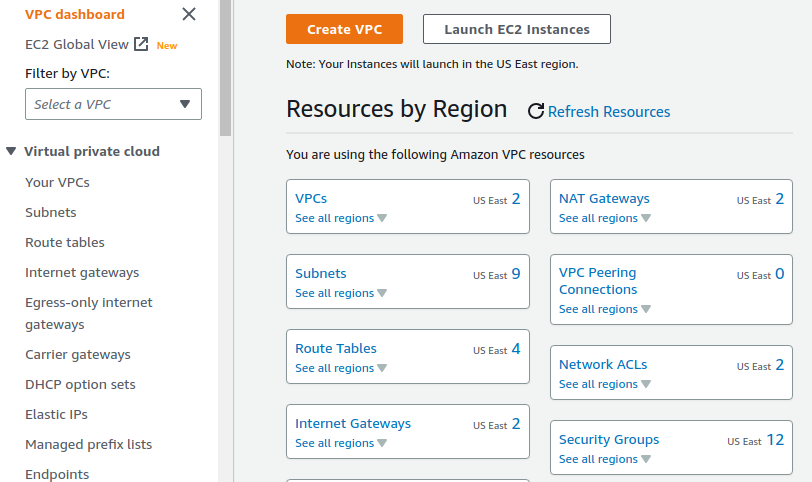 VPC dashboard
EC2 Global View New
Filter by VPC:
Select a VPC
Virtual private cloud
Your VPCs
Subnets
Route tables
Internet gateways
Egress-only internet
gateways
Carrier gateways
DHCP option sets
Elastic IPs
Managed prefix lists
Endpoints
Create VPC
Launch EC2 Instances
Note: Your Instances will launch in the US East region.
Resources by Region
Refresh Resources
You are using the following Amazon VPC resources
VPCs US East 2
See all regions
NAT Gateways US East 2
See all regions
Subnets US East 9
See all regions
VPC Peering US East 0
Connections
See all regions
Route Tables US East 4
See all regions
Network ACLs US East 2
See all regions
Internet Gateways US East 2
See all regions
Security Groups US East 12
See all regions